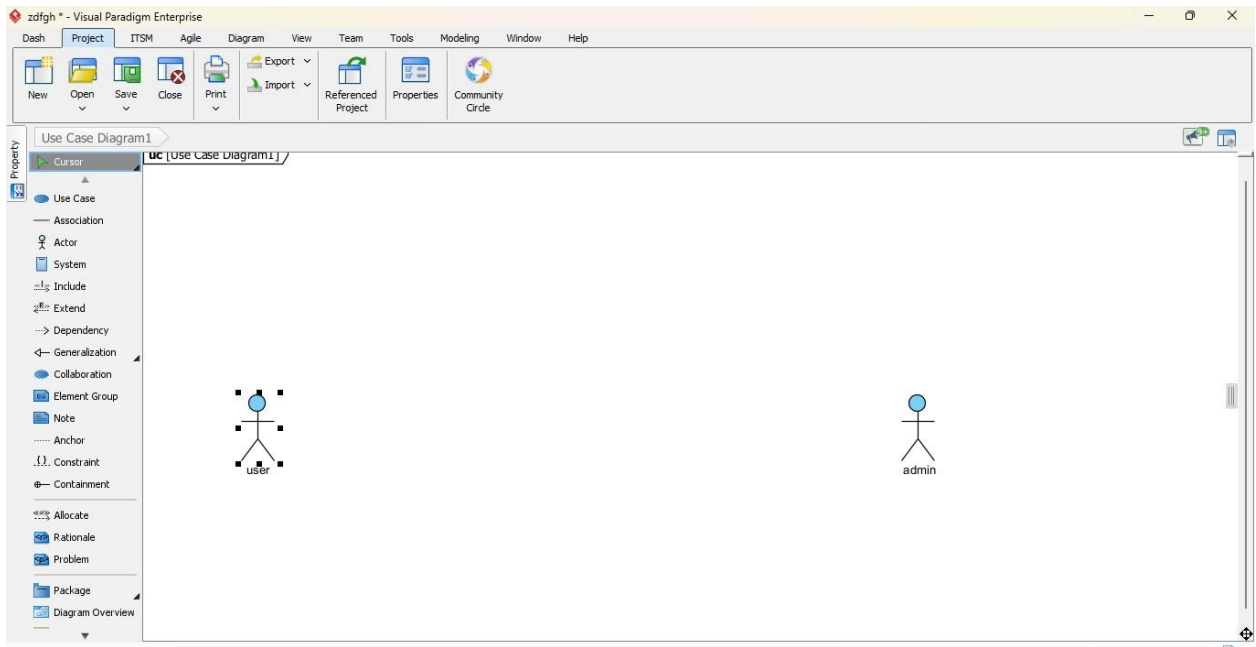 zdfgh * - Visual Paradigm Enterprise
Dash Project ITSM Agile Diagram View Team Tools Modeling Window Help
New Open Save Close Print Export Import Referenced Project Properties Community Circle
Use Case Diagram1
Property
Cursor
uc [Use Case Diagram1]
Use Case
Association
Actor
System
Include
Extend
Dependency
Generalization
Collaboration
Element Group
Note
Anchor
Constraint
Containment
Allocate
Rationale
Problem
Package
Diagram Overview
user
admin